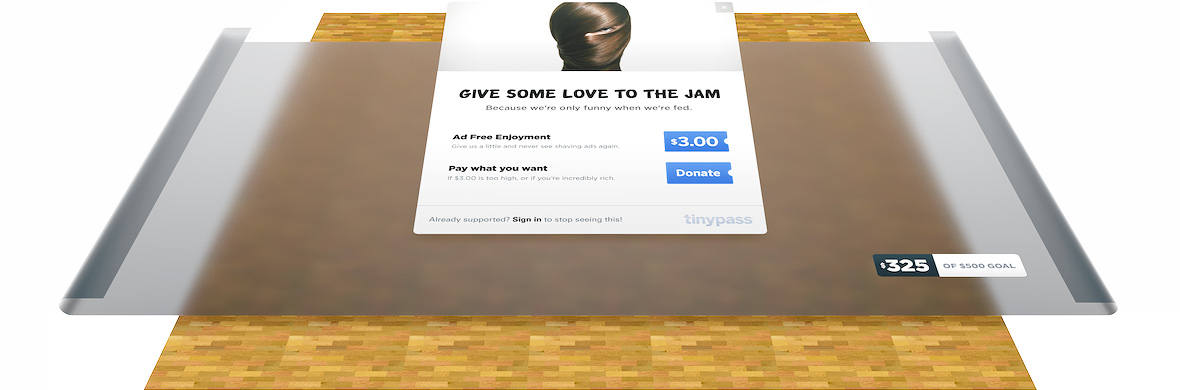 GIVE SOME LOVE TO THE JAM
Because we're only funny when we're fed.
Ad Free Enjoyment
Give us a little and never see shaving ads again.
$3.00
Pay what you want
If $3.00 is too high, or if you're incredibly rich.
Donate
Already supported? Sign in to stop seeing this!
tinypass
$325 OF $500 GOAL